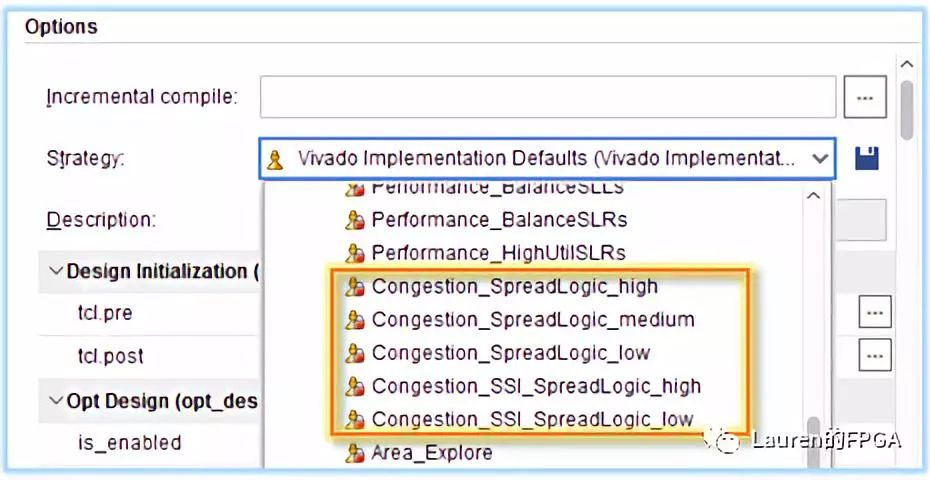 Options
Incremental compile:
...
Strategy:
Vivado Implementation Defaults (Vivado Implementat...
Performance_BalanceSLLs
Description:
Performance_BalanceSLRs
Performance_HighUtilSLRs
Design Initialization (
Congestion_SpreadLogic_high
tcl.pre
Congestion_SpreadLogic_medium
...
tcl.post
Congestion_SpreadLogic_low
...
Congestion_SSI_SpreadLogic_high
Opt Design (opt_des
Congestion_SSI_SpreadLogic_low
is_enabled
Area_Explore
Lauren的FPGA